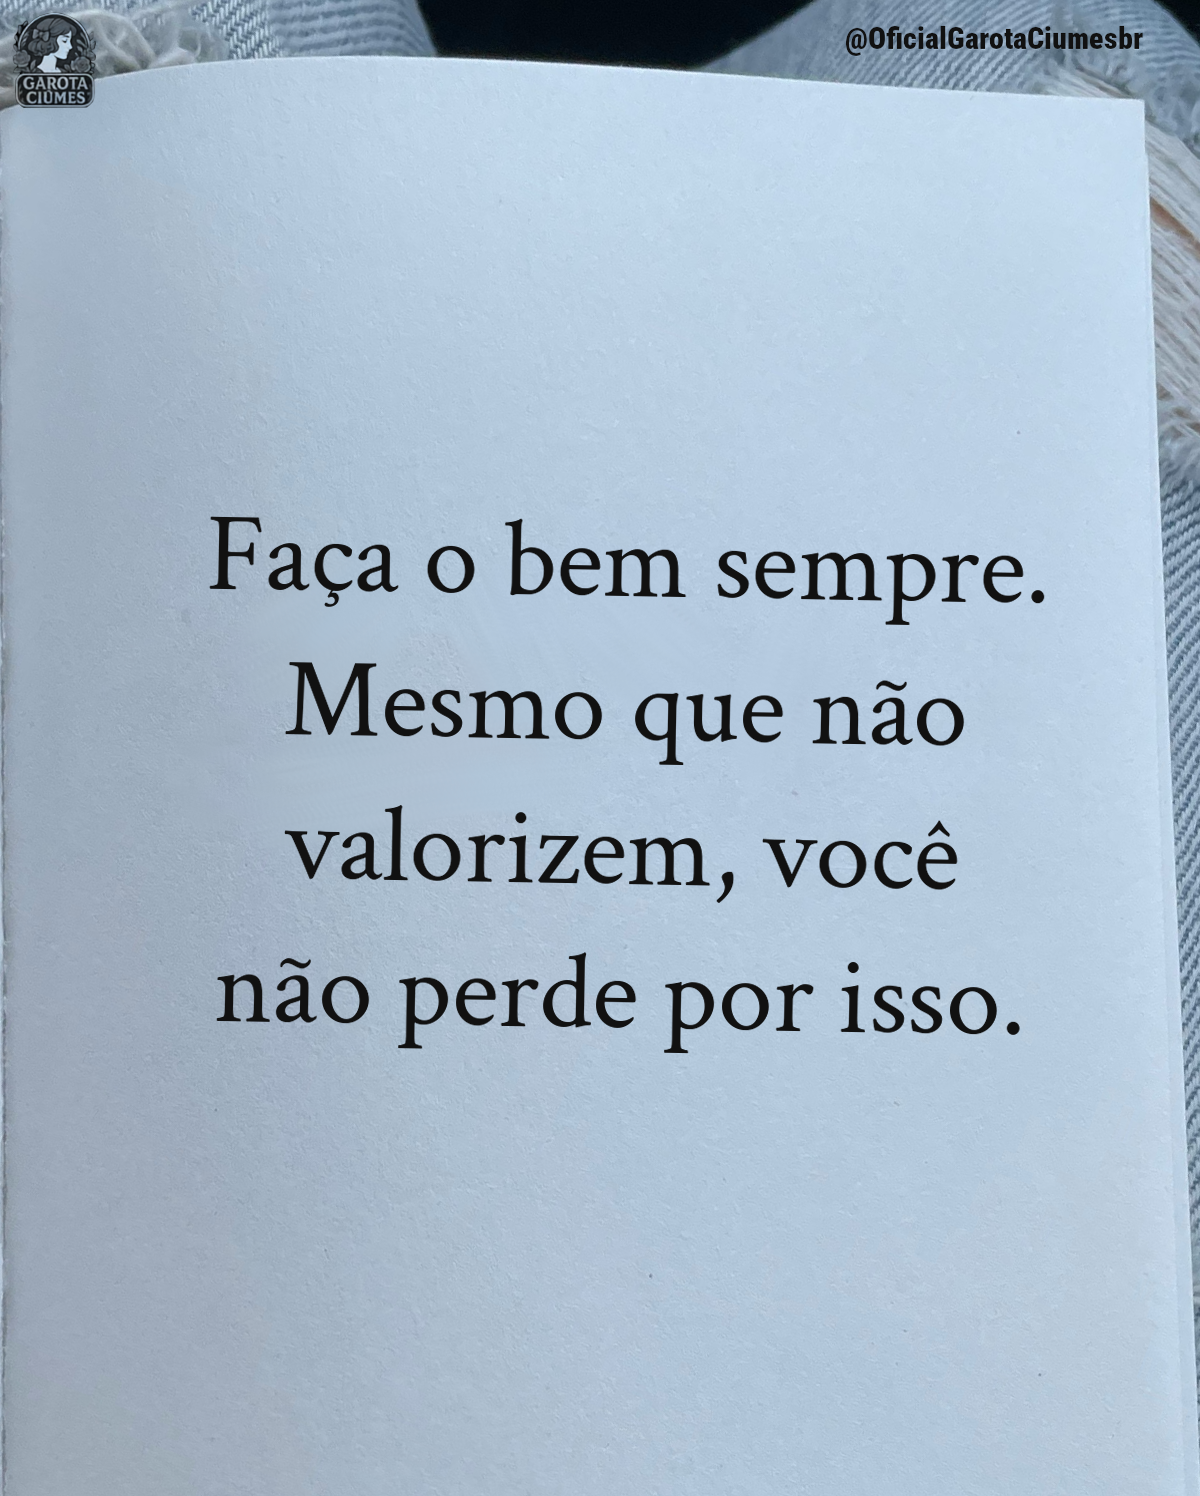 GAROTA
CIÚMES
@OficialGarotaCiumesbr
Faça o bem sempre.
Mesmo que não
valorizem, você
não perde por isso.